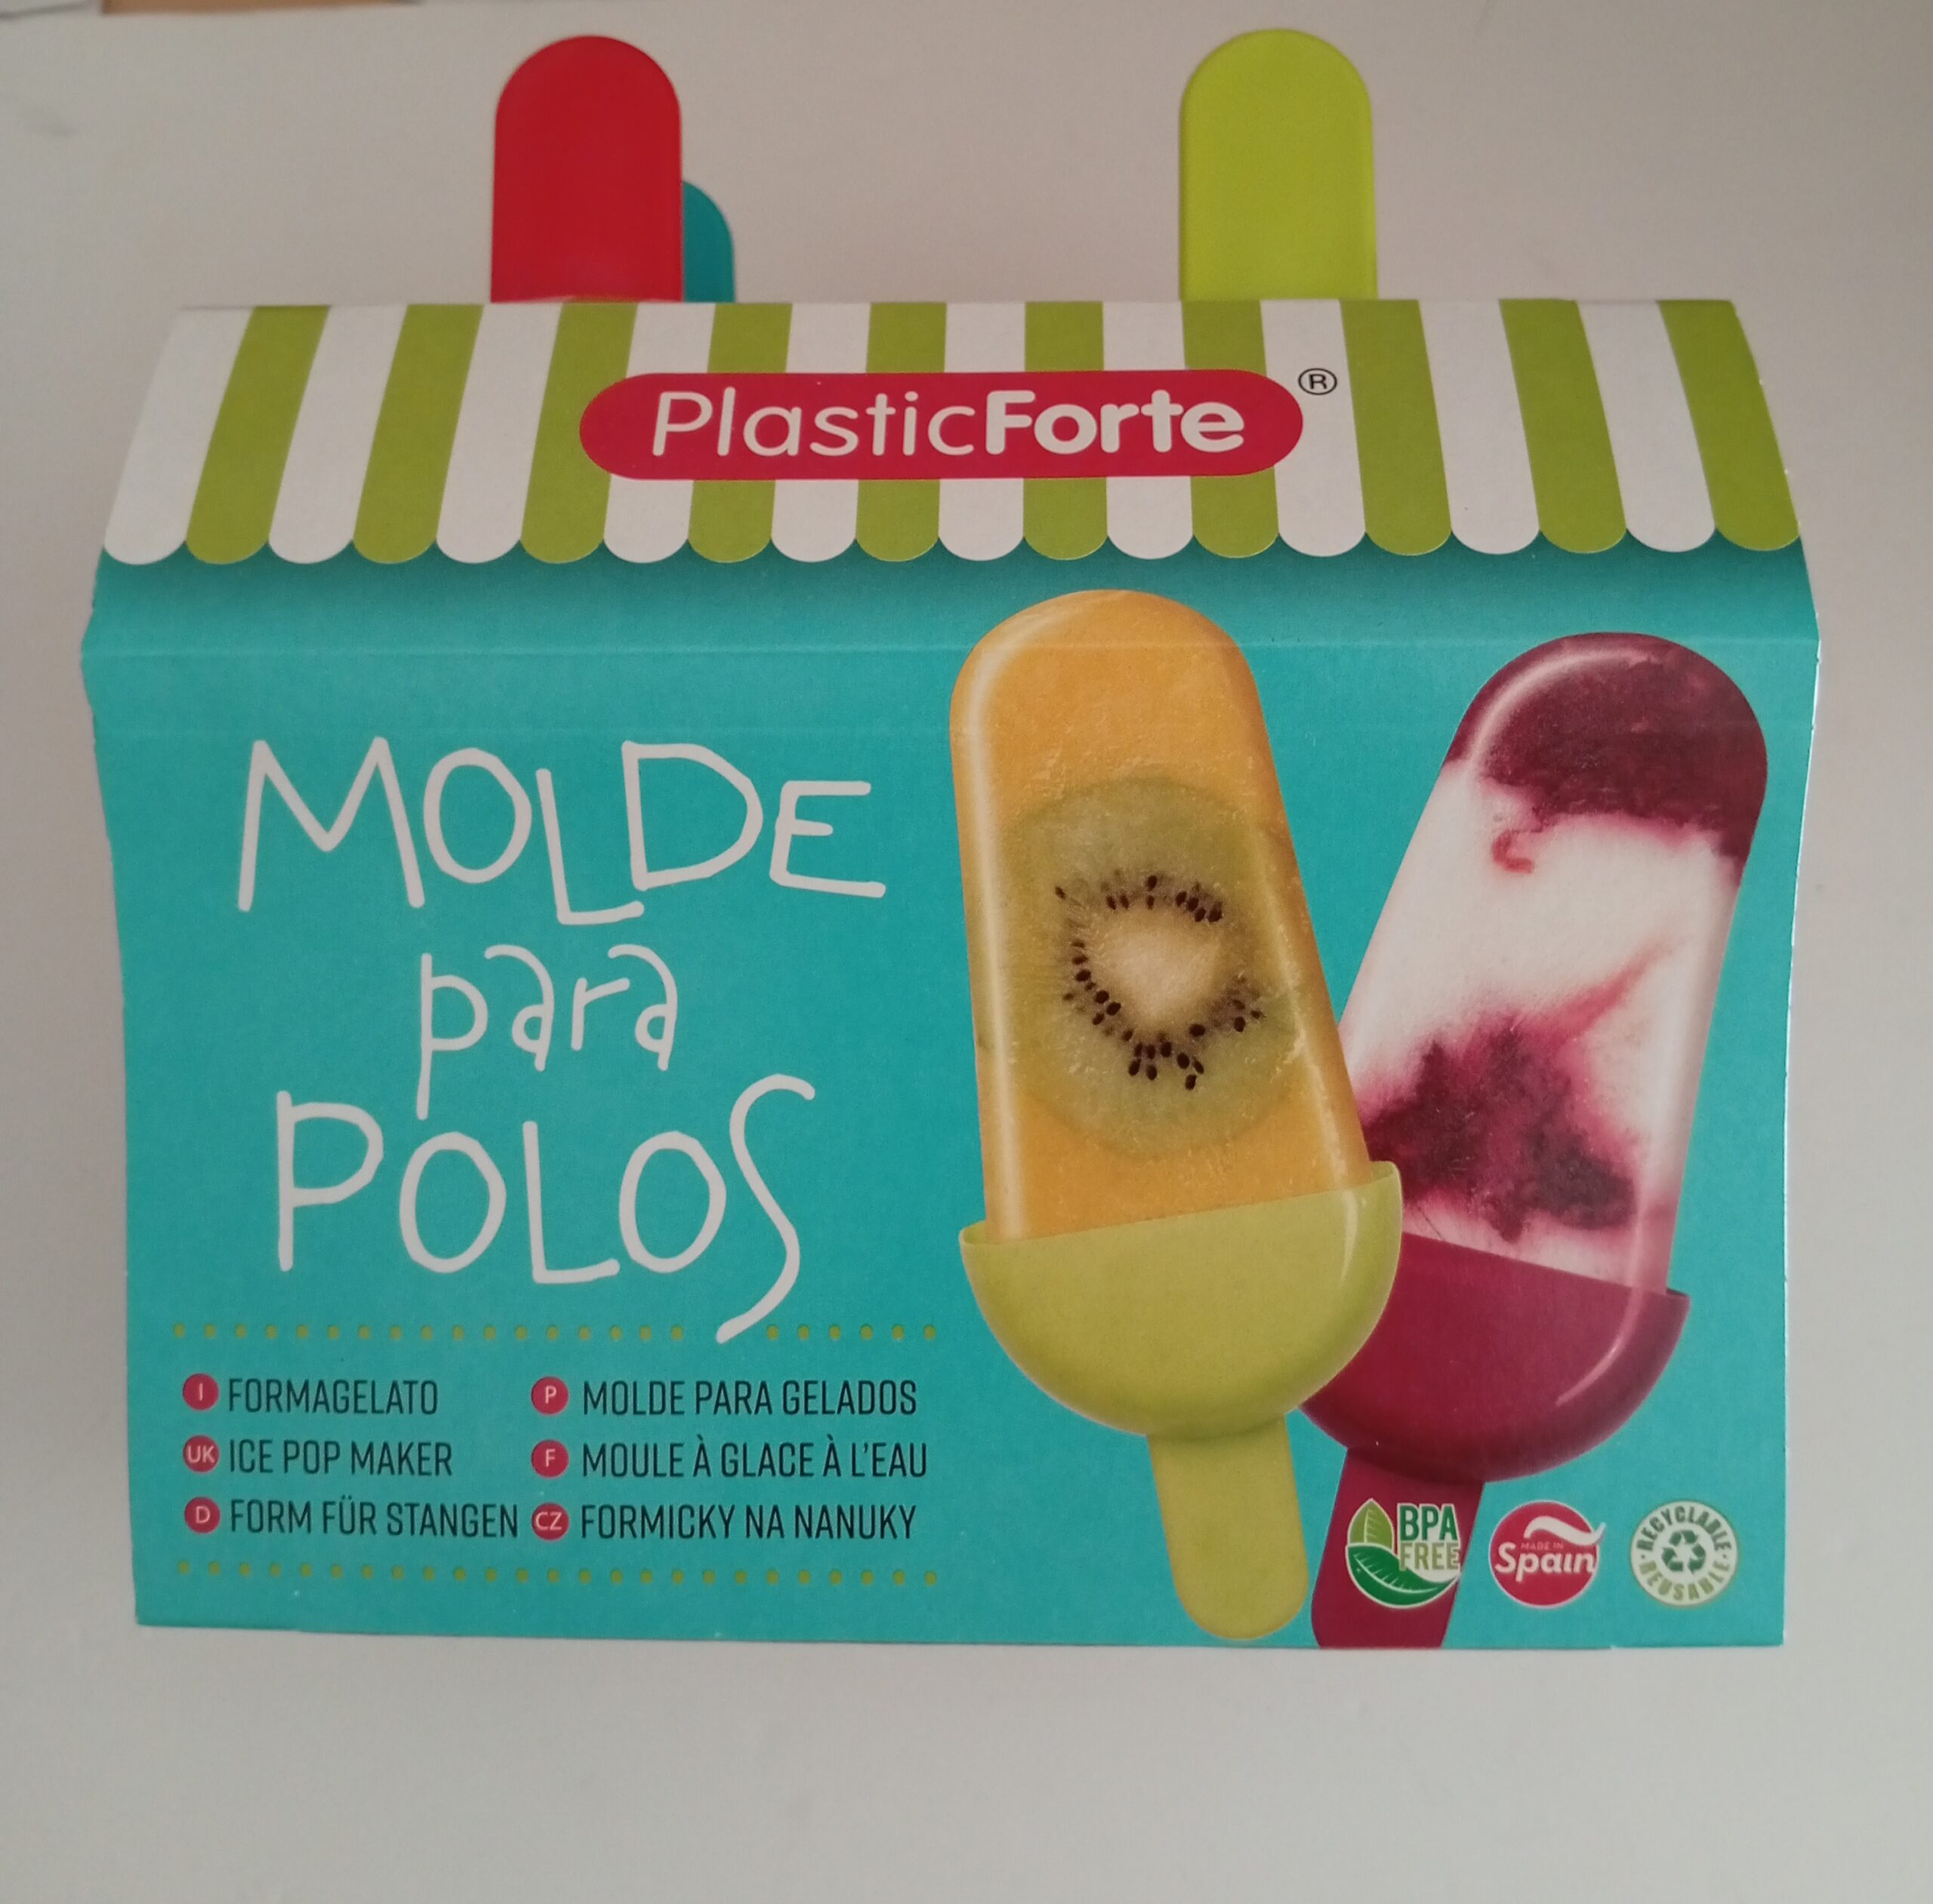 PlasticForte®
MOLDE
para
POLOS
I FORMAGELATO
UK ICE POP MAKER
D FORM FÜR STANGEN
P MOLDE PARA GELADOS
F MOULE À GLACE À L'EAU
CZ FORMICKY NA NANUKY
BPA
FREE
MADE IN
Spain
RECYCLABLE
REUSABLE